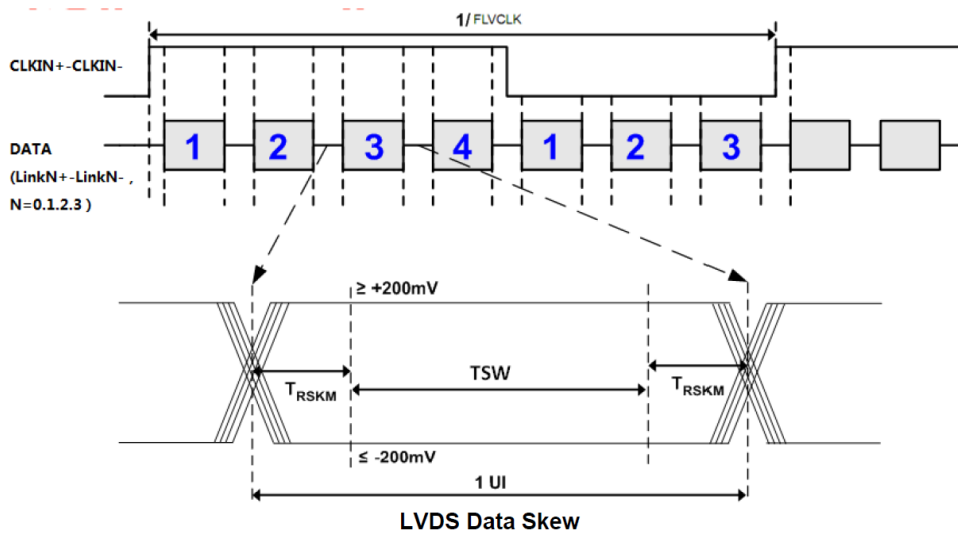 1/ FLVCLK
CLKIN+-CLKIN-
DATA
(LinkN+-LinkN- ,
N=0.1.2.3 )
1 2 3 4 1 2 3
≥ +200mV
TRSKM
TSW
TRSKM
≤ -200mV
1 UI
LVDS Data Skew